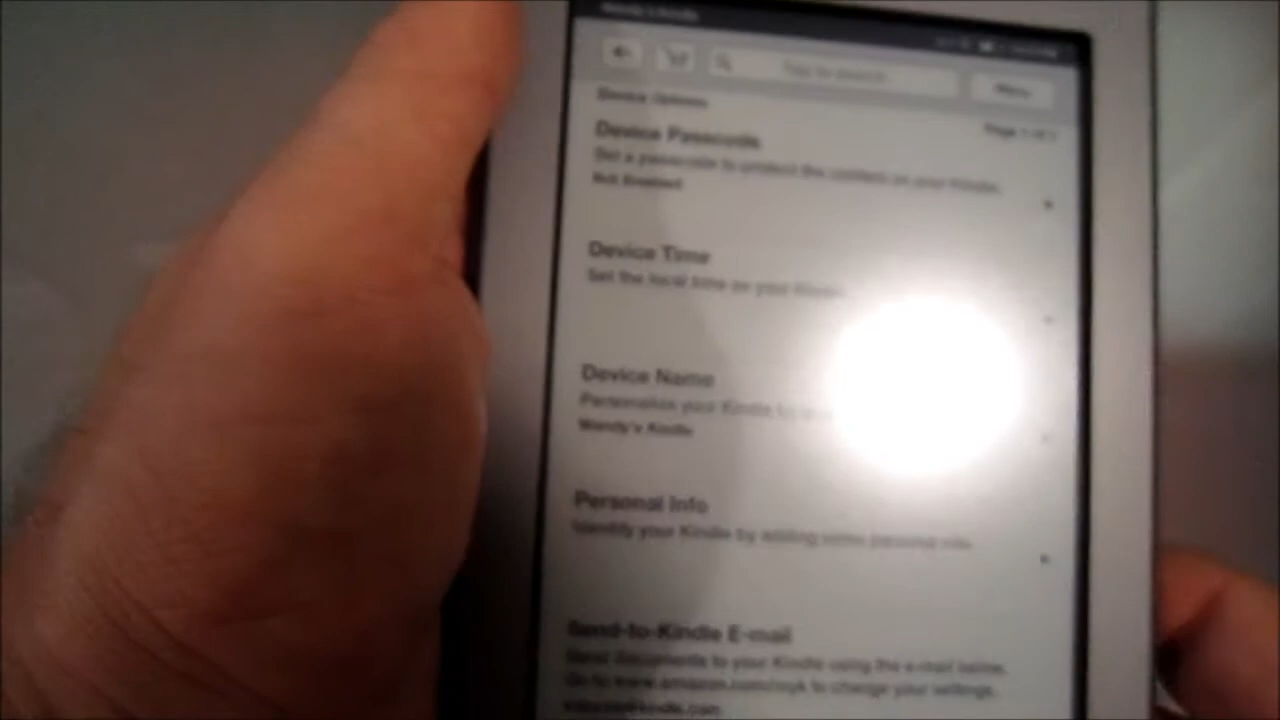 Tap to search
Menu
Device Options
Page 1 of
Device Passcode
Set a passcode to protect the content on your Kindle.
Not Enabled
Device Time
Set the local time on your Kindle.
Device Name
Personalize your Kindle by
Wendy's Kindle
Personal Info
Identify your Kindle by adding some personal info.
Send-to-Kindle E-mail
Send documents to your Kindle using the e-mail below.
Go to www.amazon.com/myk to change your settings.